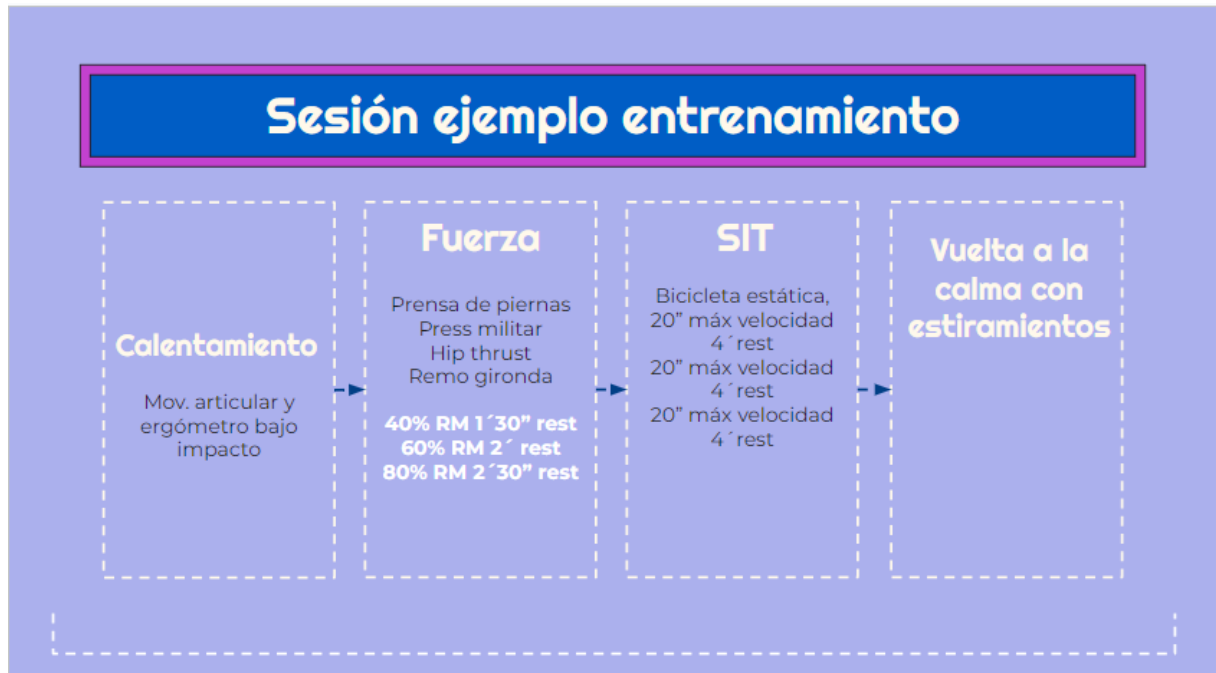 Sesión ejemplo entrenamiento
Calentamiento
Mov. articular y
ergómetro bajo
impacto
Fuerza
Prensa de piernas
Press militar
Hip thrust
Remo gironda
40% RM 1´30” rest
60% RM 2´ rest
80% RM 2´30” rest
SIT
Bicicleta estática,
20” máx velocidad
4´rest
20” máx velocidad
4´rest
20” máx velocidad
4´rest
Vuelta a la
calma con
estiramientos